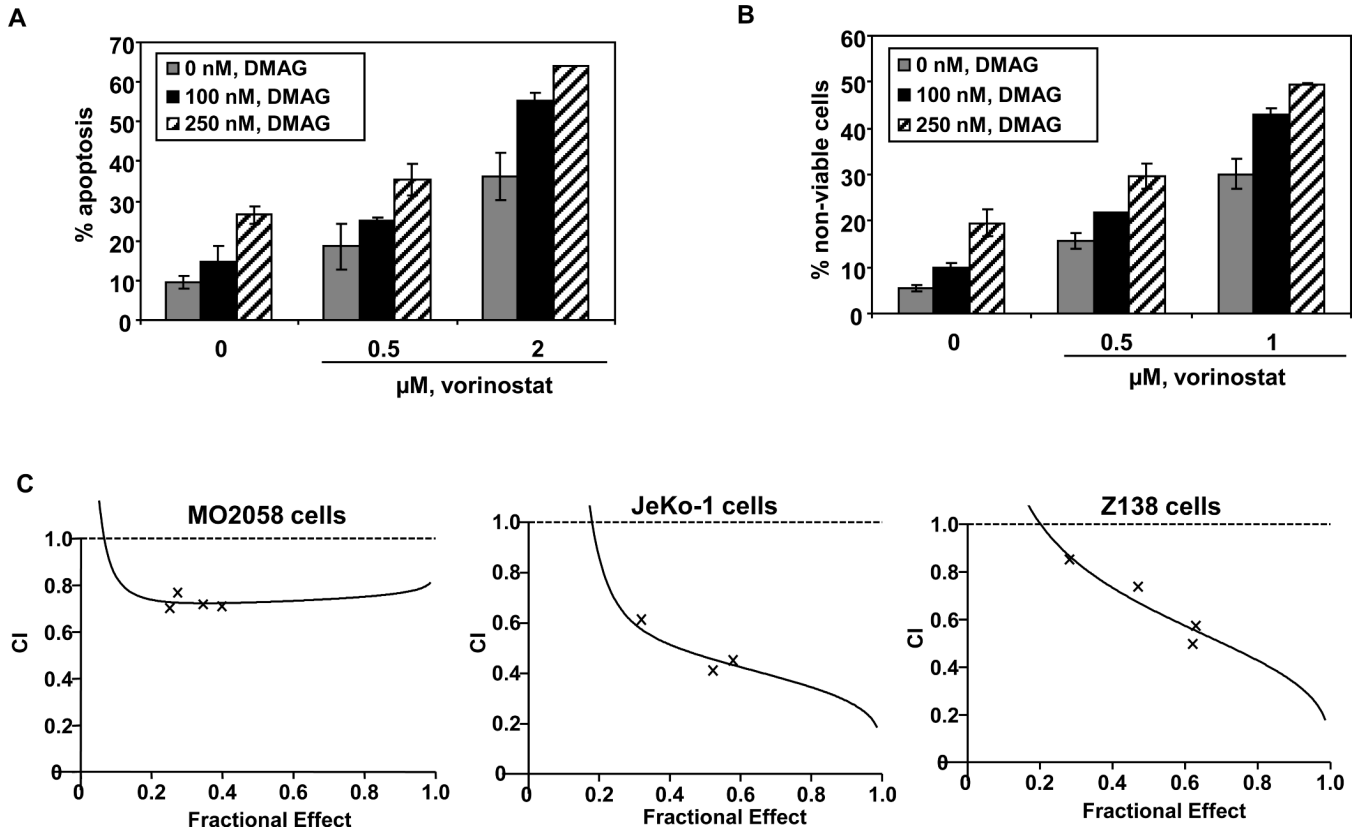 A
70
60
50
40
30
20
10
0
% apoptosis
0 nM, DMAG
100 nM, DMAG
250 nM, DMAG
0
0.5
2
µM, vorinostat
B
60
50
40
30
20
10
0
% non-viable cells
0 nM, DMAG
100 nM, DMAG
250 nM, DMAG
0
0.5
1
µM, vorinostat
C
MO2058 cells
1.0
0.8
0.6
0.4
0.2
0
CI
0 0.2 0.4 0.6 0.8 1.0
Fractional Effect
JeKo-1 cells
1.0
0.8
0.6
0.4
0.2
0
CI
0 0.2 0.4 0.6 0.8 1.0
Fractional Effect
Z138 cells
1.0
0.8
0.6
0.4
0.2
0
CI
0 0.2 0.4 0.6 0.8 1.0
Fractional Effect